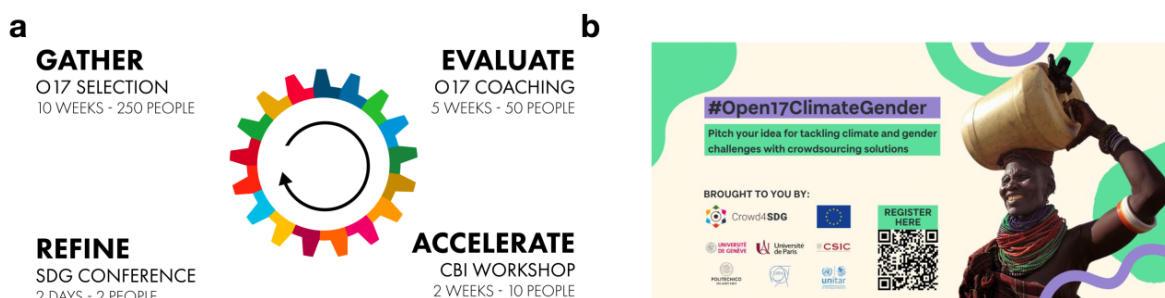 a
GATHER
O17 SELECTION
10 WEEKS - 250 PEOPLE
EVALUATE
O17 COACHING
5 WEEKS - 50 PEOPLE
REFINE
SDG CONFERENCE
2 DAYS - 2 PEOPLE
ACCELERATE
CBI WORKSHOP
2 WEEKS - 10 PEOPLE
b
#Open17ClimateGender
Pitch your idea for tackling climate and gender
challenges with crowdsourcing solutions
BROUGHT TO YOU BY:
Crowd4SDG
UNIVERSITÉ
DE GENÈVE
Université
de Paris
CSIC
POLITECNICO
unitar
REGISTER
HERE